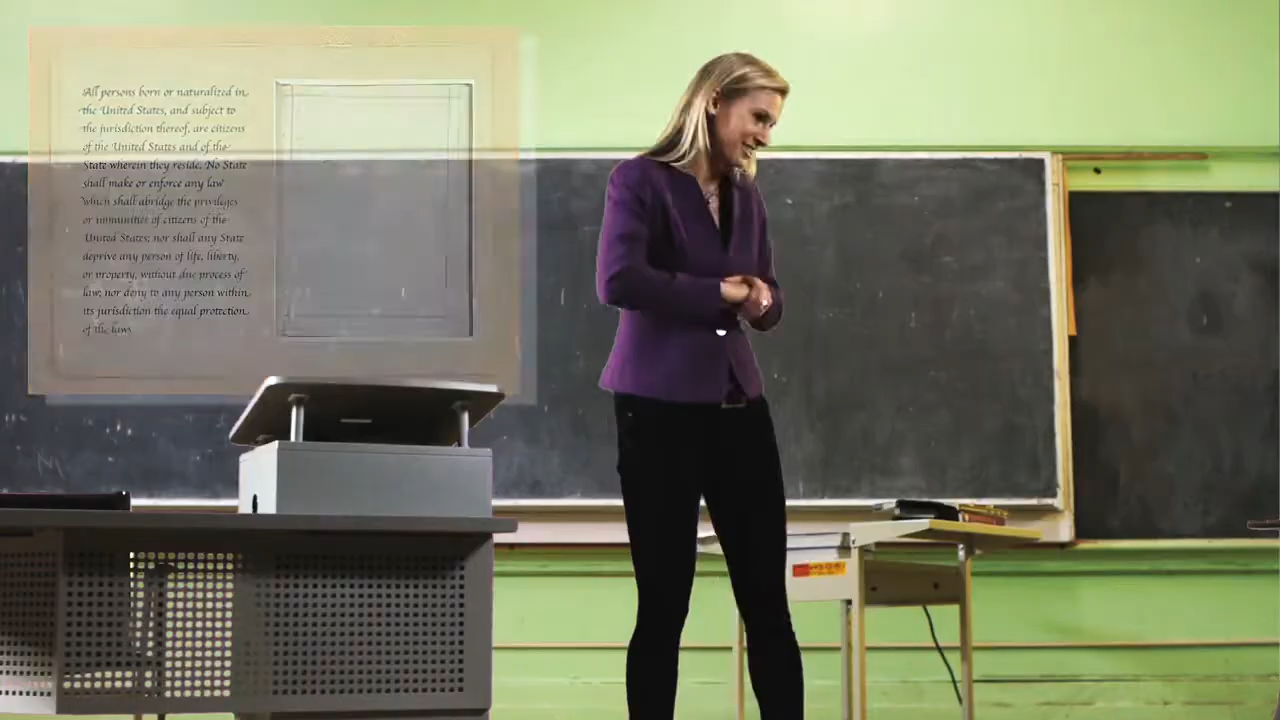 All persons born or naturalized in
the United States, and subject to
the jurisdiction thereof, are citizens
of the United States and of the
State wherein they reside. No State
shall make or enforce any law
which shall abridge the privileges
or immunities of citizens of the
United States; nor shall any State
deprive any person of life, liberty,
or property, without due process of
law; nor deny to any person within
its jurisdiction the equal protection
of the laws